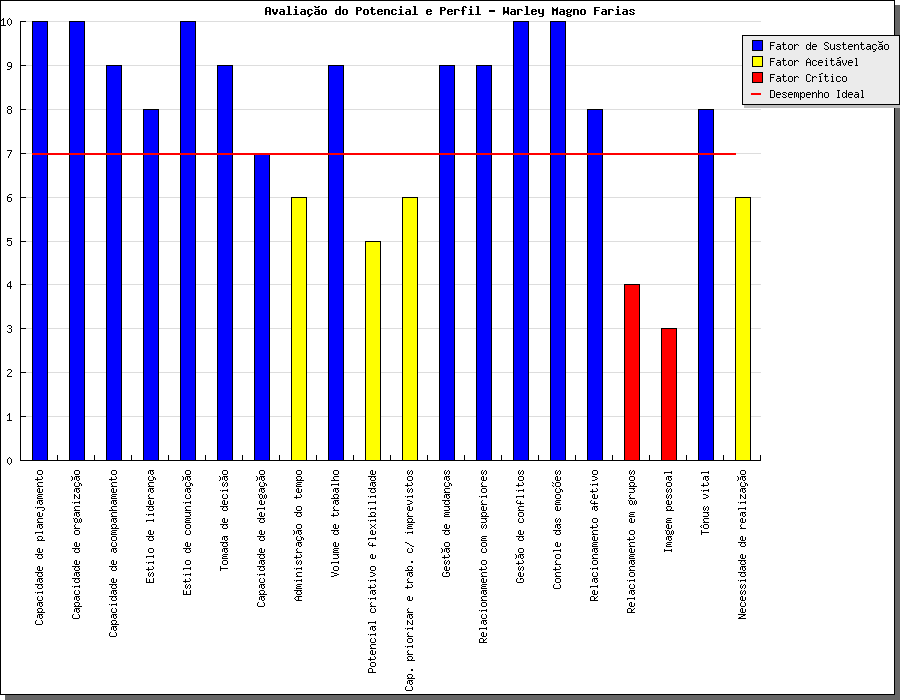 Avaliação do Potencial e Perfil - Warley Magno Farias
Fator de Sustentação
Fator Aceitável
Fator Crítico
Desempenho Ideal
10
9
8
7
6
5
4
3
2
1
0
Capacidade de planejamento
Capacidade de organização
Capacidade de acompanhamento
Estilo de liderança
Estilo de comunicação
Tomada de decisão
Capacidade de delegação
Administração do tempo
Volume de trabalho
Potencial criativo e flexibilidade
Cap. priorizar e trab. c/ imprevistos
Gestão de mudanças
Relacionamento com superiores
Gestão de conflitos
Controle das emoções
Relacionamento afetivo
Relacionamento em grupos
Imagem pessoal
Tônus vital
Necessidade de realização